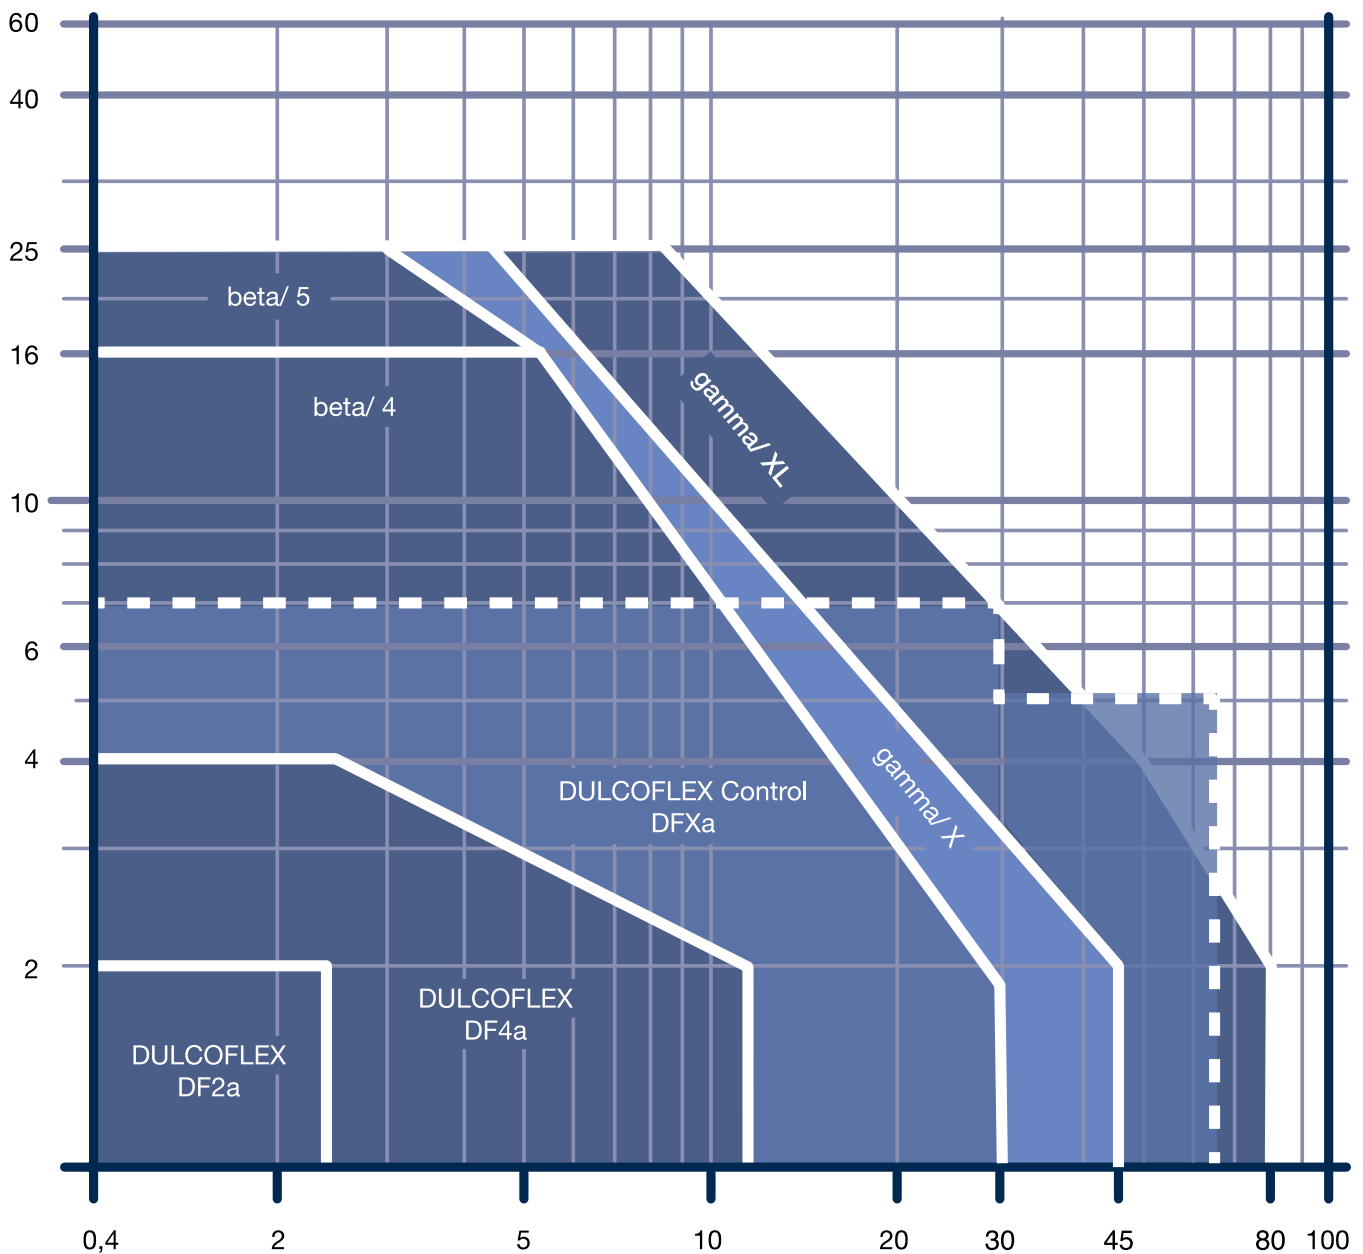 60
40
25
beta/ 5
16
gamma/ XL
beta/ 4
10
6
4
gamma/ X
DULCOFLEX Control
DFXa
2
DULCOFLEX
DF4a
DULCOFLEX
DF2a
0,4 2 5 10 20 30 45 80 100